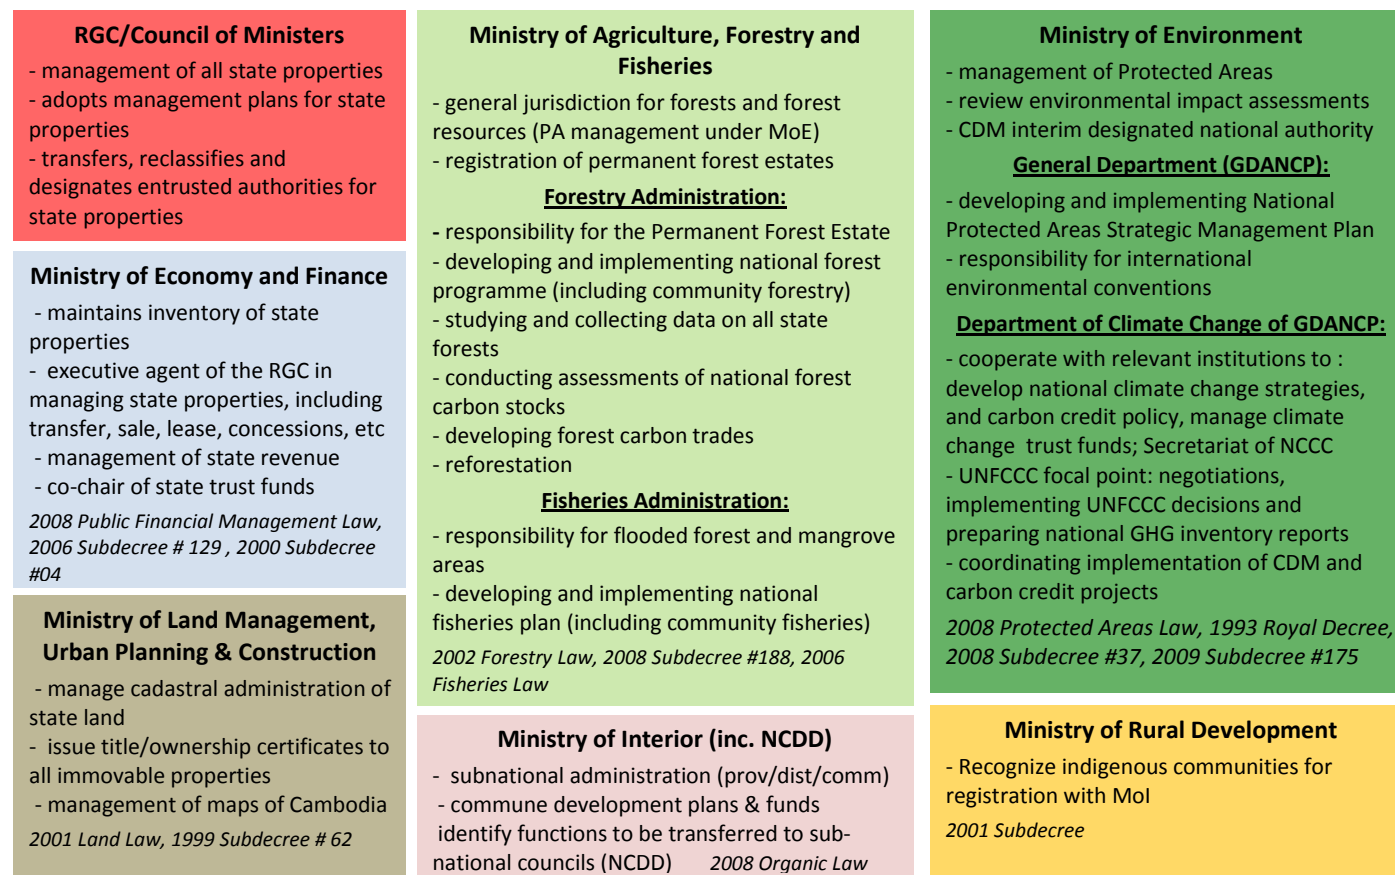 RGC/Council of Ministers
- management of all state properties
- adopts management plans for state
properties
- transfers, reclassifies and
designates entrusted authorities for
state properties
Ministry of Economy and Finance
- maintains inventory of state
properties
- executive agent of the RGC in
managing state properties, including
transfer, sale, lease, concessions, etc
- management of state revenue
- co-chair of state trust funds
2008 Public Financial Management Law,
2006 Subdecree # 129 , 2000 Subdecree
#04
Ministry of Land Management,
Urban Planning & Construction
- manage cadastral administration of
state land
- issue title/ownership certificates to
all immovable properties
- management of maps of Cambodia
2001 Land Law, 1999 Subdecree # 62
Ministry of Agriculture, Forestry and
Fisheries
- general jurisdiction for forests and forest
resources (PA management under MoE)
- registration of permanent forest estates
Forestry Administration:
- responsibility for the Permanent Forest Estate
- developing and implementing national forest
programme (including community forestry)
- studying and collecting data on all state
forests
- conducting assessments of national forest
carbon stocks
- developing forest carbon trades
- reforestation
Fisheries Administration:
- responsibility for flooded forest and mangrove
areas
- developing and implementing national
fisheries plan (including community fisheries)
2002 Forestry Law, 2008 Subdecree #188, 2006
Fisheries Law
Ministry of Interior (inc. NCDD)
- subnational administration (prov/dist/comm)
- commune development plans & funds
identify functions to be transferred to sub-
national councils (NCDD) 2008 Organic Law
Ministry of Environment
- management of Protected Areas
- review environmental impact assessments
- CDM interim designated national authority
General Department (GDANCP):
- developing and implementing National
Protected Areas Strategic Management Plan
- responsibility for international
environmental conventions
Department of Climate Change of GDANCP:
- cooperate with relevant institutions to :
develop national climate change strategies,
and carbon credit policy, manage climate
change trust funds; Secretariat of NCCC
- UNFCCC focal point: negotiations,
implementing UNFCCC decisions and
preparing national GHG inventory reports
- coordinating implementation of CDM and
carbon credit projects
2008 Protected Areas Law, 1993 Royal Decree,
2008 Subdecree #37, 2009 Subdecree #175
Ministry of Rural Development
- Recognize indigenous communities for
registration with MoI
2001 Subdecree